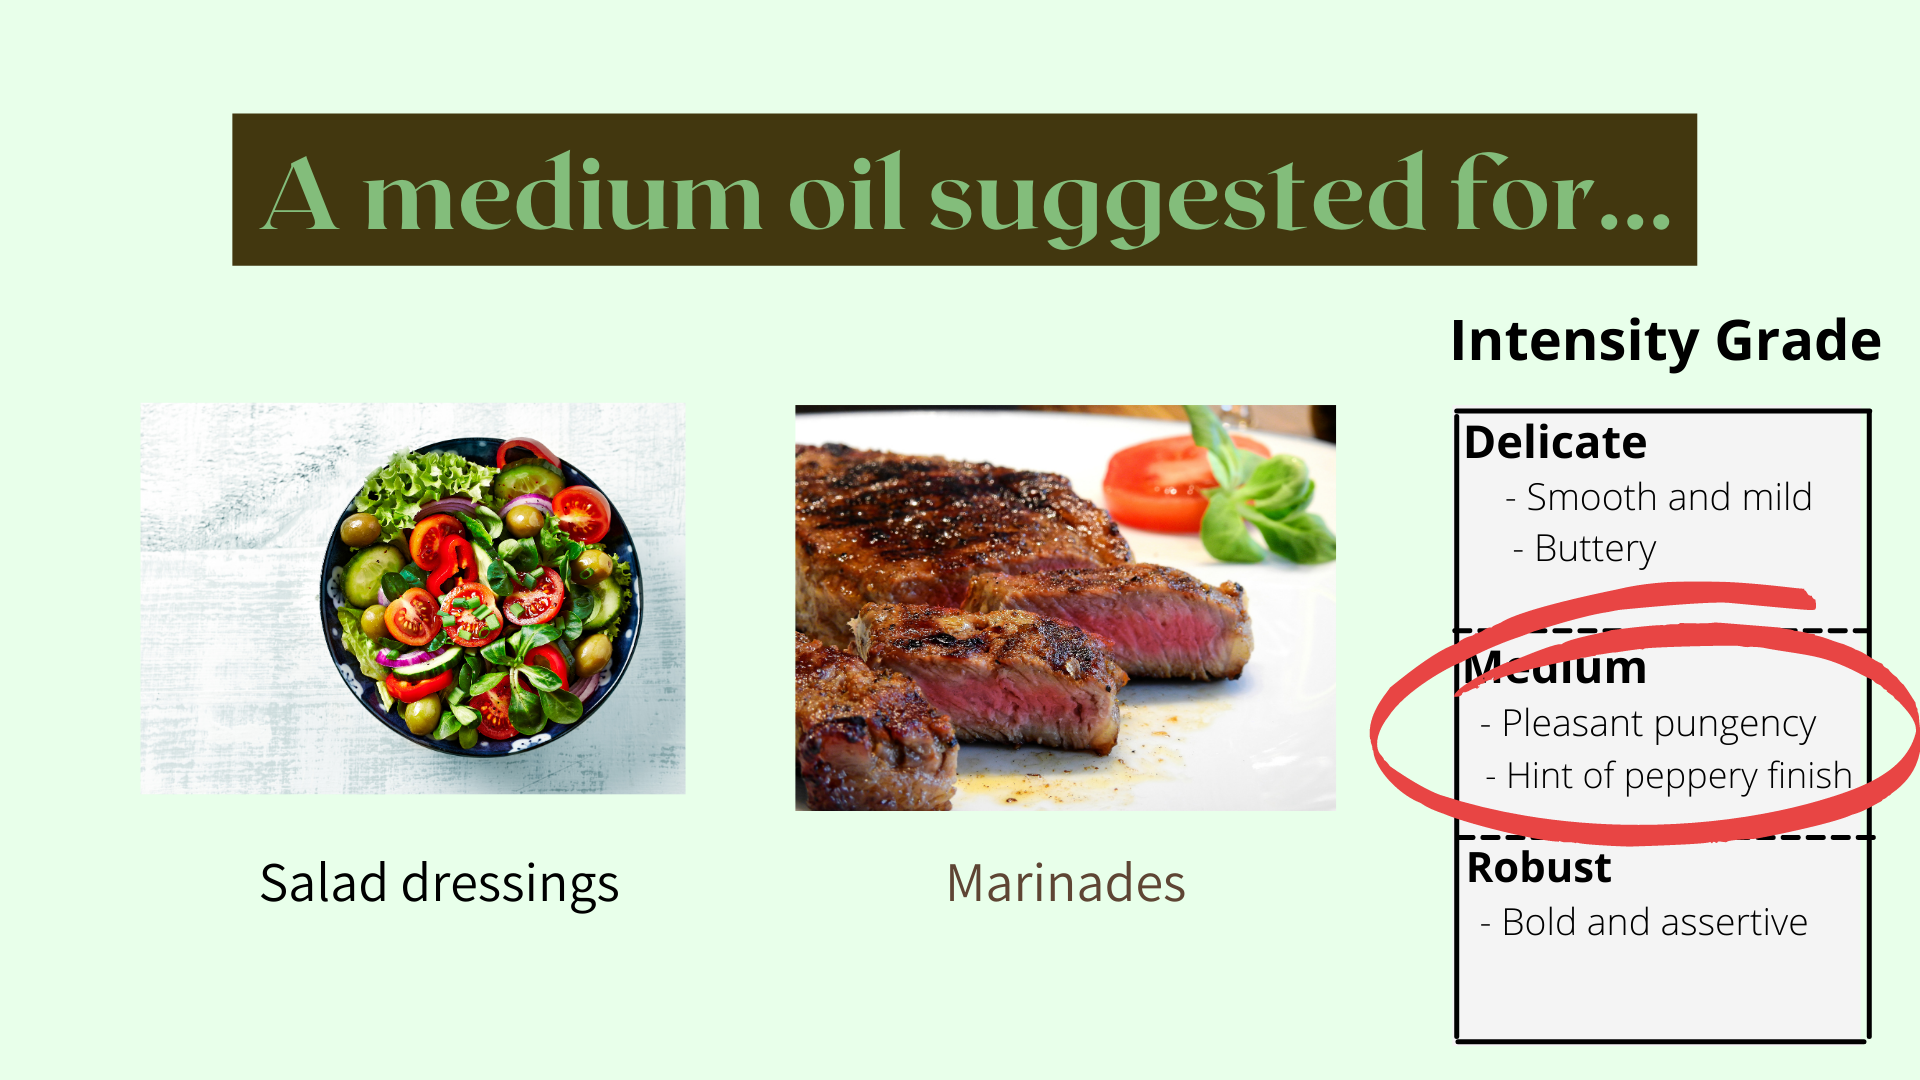 A medium oil suggested for...
Salad dressings
Marinades
Intensity Grade
Delicate
- Smooth and mild
- Buttery
Medium
- Pleasant pungency
- Hint of peppery finish
Robust
- Bold and assertive